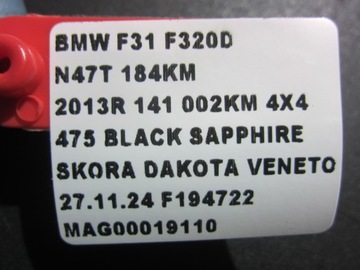 BMW F31 F320D
N47T 184KM
2013R 141 002KM 4X4
475 BLACK SAPPHIRE
SKORA DAKOTA VENETO
27.11.24 F194722
MAG00019110